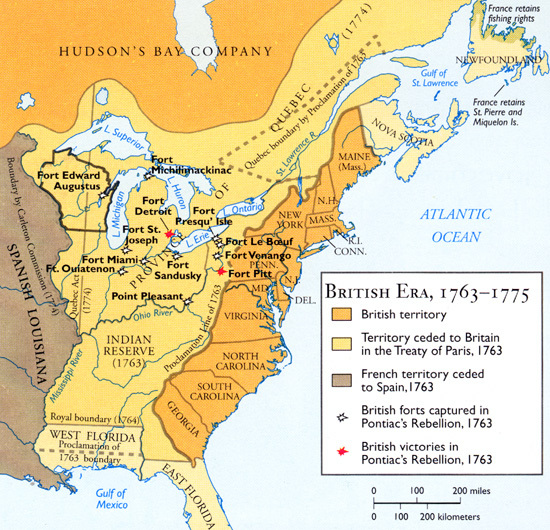 France retains
fishing rights
(1774)
HUDSON'S BAY COMPANY
QUEBEC
Quebec boundary by Proclamation of 1763
Gulf of
St. Lawrence
NEWFOUNDLAND
France retains
St. Pierre and
Miquelon Is.
NOVA SCOTIA
St. Lawrence R.
L. Superior
Fort
Michilimackinac
MAINE
(Mass.)
Fort Edward
Augustus
L. Michigan
L. Huron
Fort
Detroit
Fort
Presqu' Isle
L. Ontario
N.H.
NEW
YORK
MASS.
R.I.
CONN.
ATLANTIC
OCEAN
Boundary by Carleton Commission (1774)
Fort St.
Joseph
L. Erie
Fort Le Bœuf
Fort Venango
PENN.
N.J.
Fort Miami
Ft. Ouiatenon
Fort
Sandusky
Fort Pitt
PROVINCE OF
SPANISH LOUISIANA
Quebec Act
(1774)
Point Pleasant
MD.
DEL.
Ohio River
Proclamation Line of 1763
VIRGINIA
INDIAN
RESERVE
(1763)
Mississippi River
NORTH
CAROLINA
SOUTH
CAROLINA
GEORGIA
Royal boundary (1764)
WEST FLORIDA
Proclamation of
1763 boundary
EAST FLORIDA
Gulf of
Mexico
BRITISH ERA, 1763–1775
British territory
Territory ceded to Britain
in the Treaty of Paris, 1763
French territory ceded
to Spain, 1763
British forts captured in
Pontiac's Rebellion, 1763
British victories in
Pontiac's Rebellion, 1763
0 100 200 miles
0 100 200 kilometers